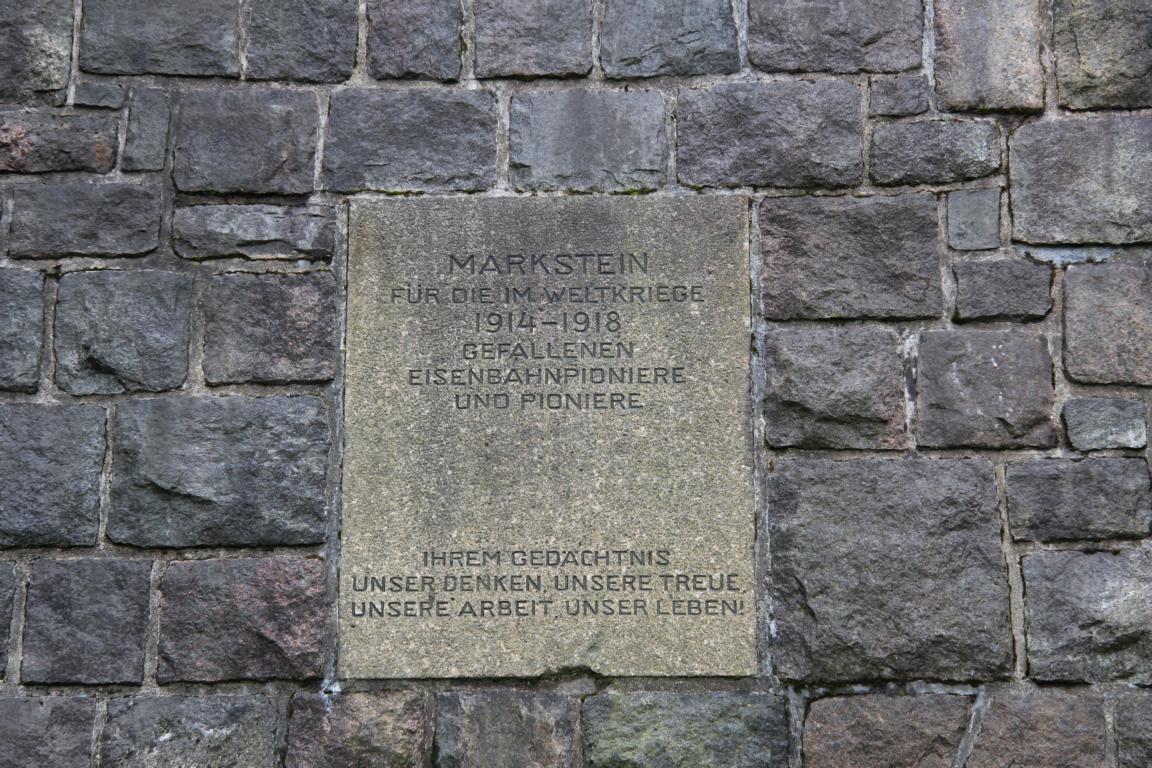 MARKSTEIN
FÜR DIE IM WELTKRIEGE
1914-1918
GEFALLENEN
EISENBAHNPIONIERE
UND PIONIERE
IHREM GEDÄCHTNIS
UNSER DENKEN, UNSERE TREUE,
UNSERE ARBEIT, UNSER LEBEN!